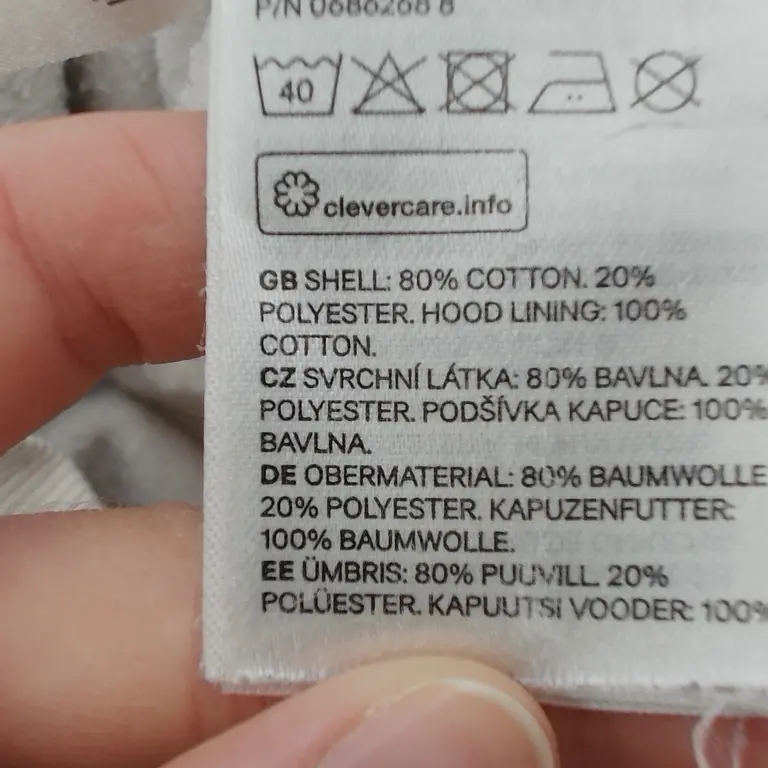 P/N 0686268 8
40
clevercare.info
GB SHELL: 80% COTTON. 20%
POLYESTER. HOOD LINING: 100%
COTTON.
CZ SVRCHNÍ LÁTKA: 80% BAVLNA. 20%
POLYESTER. PODŠÍVKA KAPUCE: 100%
BAVLNA.
DE OBERMATERIAL: 80% BAUMWOLLE
20% POLYESTER. KAPUZENFUTTER:
100% BAUMWOLLE.
EE ÜMBRIS: 80% PUUVILL. 20%
POLÜESTER. KAPUUTSI VOODER: 100%